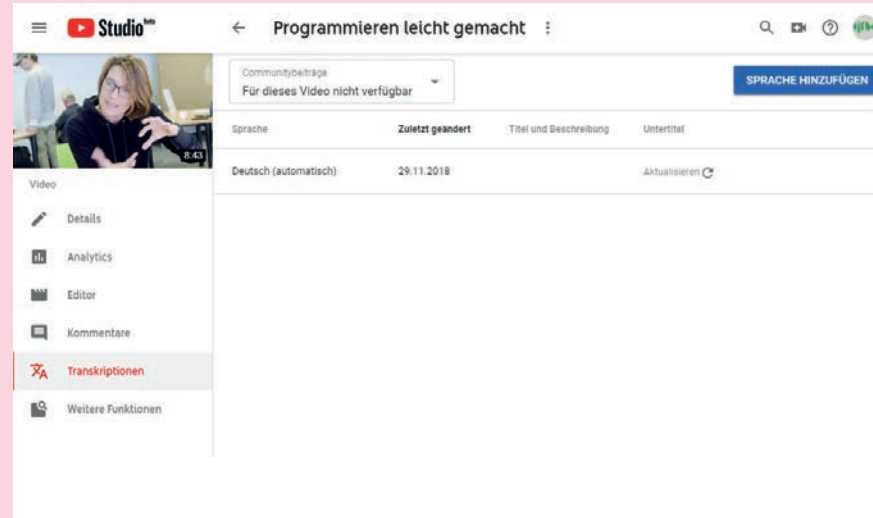 Studio beta
Programmieren leicht gemacht
8:43
Video
Details
Analytics
Editor
Kommentare
Transkriptionen
Weitere Funktionen
Communitybeiträge
Für dieses Video nicht verfügbar
SPRACHE HINZUFÜGEN
Sprache Zuletzt geändert Titel und Beschreibung Untertitel
Deutsch (automatisch) 29.11.2018 Aktualisieren